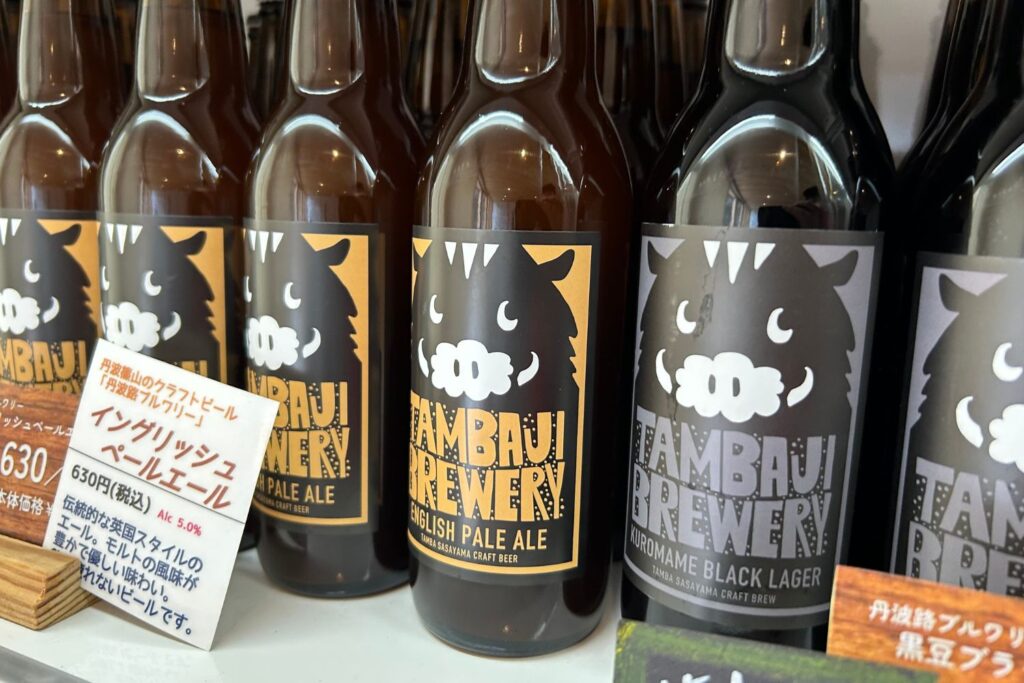 TAMBAJI
BREWERY
ENGLISH PALE ALE
TAMBA SASAYAMA CRAFT BEER
TAMBAJI
BREWERY
KUROMAME BLACK LAGER
TAMBA SASAYAMA CRAFT BREW
TAMBAJI
BREWERY
PALE ALE
CRAFT BEER
丹波篠山のクラフトビール
「丹波路ブルワリー」
イングリッシュ
ペールエール
630円(税込)
Alc 5.0%
伝統的な英国スタイルの
エール。モルトの風味が
豊かで優しい味わい。
れないビールです。
630/
本体価格
丹波路ブルワリ
黒豆ブラ